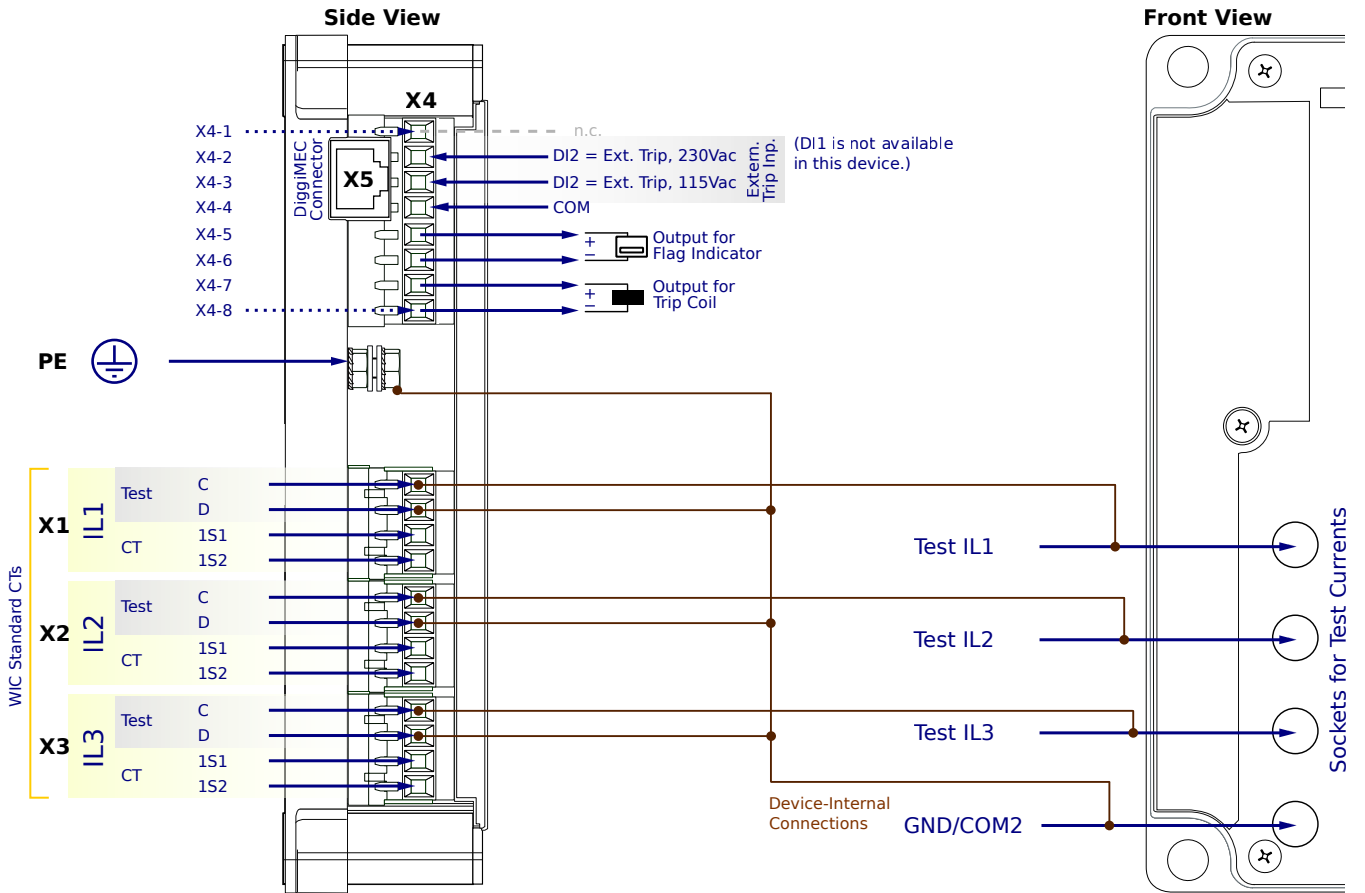 Side View
Front View
X4
X4-1
n.c.
X4-2
DI2 = Ext. Trip, 230Vac
X4-3
DI2 = Ext. Trip, 115Vac
X4-4
COM
Extern.
Trip Inp.
(DI1 is not available
in this device.)
DiggiMEC
Connector
X5
X4-5
X4-6
+
−
Output for
Flag Indicator
X4-7
X4-8
+
−
Output for
Trip Coil
PE
WIC Standard CTs
X1
IL1
Test
C
D
CT
1S1
1S2
X2
IL2
Test
C
D
CT
1S1
1S2
X3
IL3
Test
C
D
CT
1S1
1S2
Test IL1
Test IL2
Test IL3
Device-Internal
Connections
GND/COM2
Sockets for Test Currents